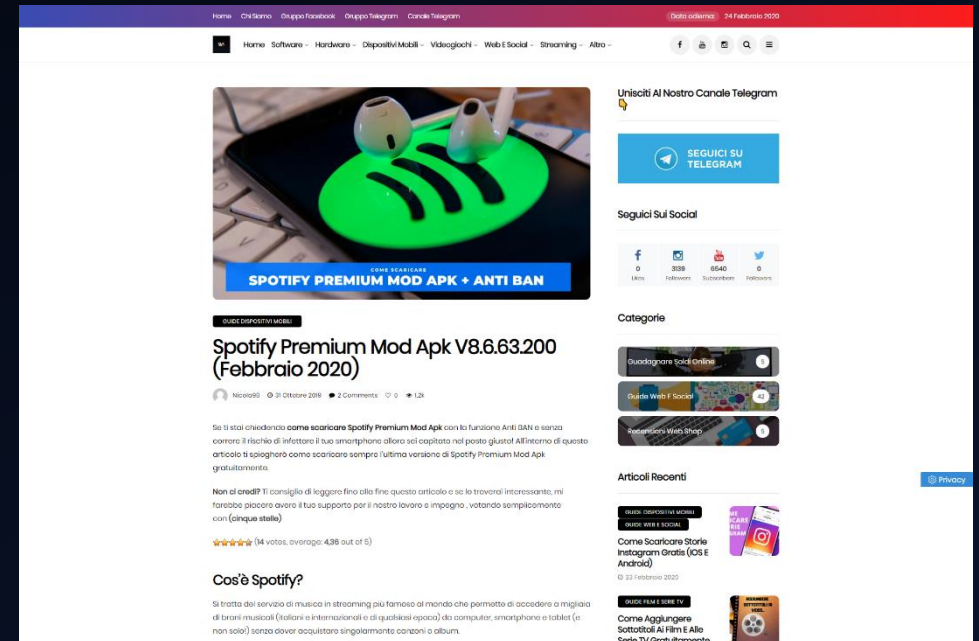 Home Chi Siamo Gruppo Facebook Gruppo Telegram Canale Telegram
Data odierna: 24 Febbraio 2020
Home Software Hardware Dispositivi Mobili Videogiochi Web E Social Streaming Altro
COME SCARICARE
SPOTIFY PREMIUM MOD APK + ANTI BAN
GUIDE DISPOSITIVI MOBILI
Spotify Premium Mod Apk V8.6.63.200
(Febbraio 2020)
Nicola90 31 Ottobre 2019 2 Comments 0 1,2k
Se ti stai chiedendo come scaricare Spotify Premium Mod Apk con la funzione Anti BAN e senza
correre il rischio di infettare il tuo smartphone allora sei capitato nel posto giusto! All'interno di questo
articolo ti spiegherò come scaricare sempre l'ultima versione di Spotify Premium Mod Apk
gratuitamente.
Non ci credi? Ti consiglio di leggere fino alla fine questo articolo e se lo troverai interessante, mi
farebbe piacere avere il tuo supporto per il nostro lavoro e impegno , votando semplicemente
con (cinque stelle)
(14 votes, average: 4,36 out of 5)
Cos'è Spotify?
Si tratta del servizio di musica in streaming più famoso al mondo che permette di accedere a migliaia
di brani musicali (italiani e internazionali e di qualsiasi epoca) da computer, smartphone e tablet (e
non solo!) senza dover acquistare singolarmente canzoni o album.
Unisciti Al Nostro Canale Telegram
SEGUICI SU
TELEGRAM
Seguici Sui Social
0 3139 6540 0
Likes Followers Subscribers Followers
Categorie
Guadagnare Soldi Online 5
Guide Web E Social 42
Recensioni Web Shop 5
Articoli Recenti
GUIDE DISPOSITIVI MOBILI
GUIDE WEB E SOCIAL
Come Scaricare Storie
Instagram Gratis (IOS E
Android)
23 Febbraio 2020
GUIDE FILM E SERIE TV
Come Aggiungere
Sottotitoli Ai Film E Alle
Serie TV Gratuitamente
Privacy